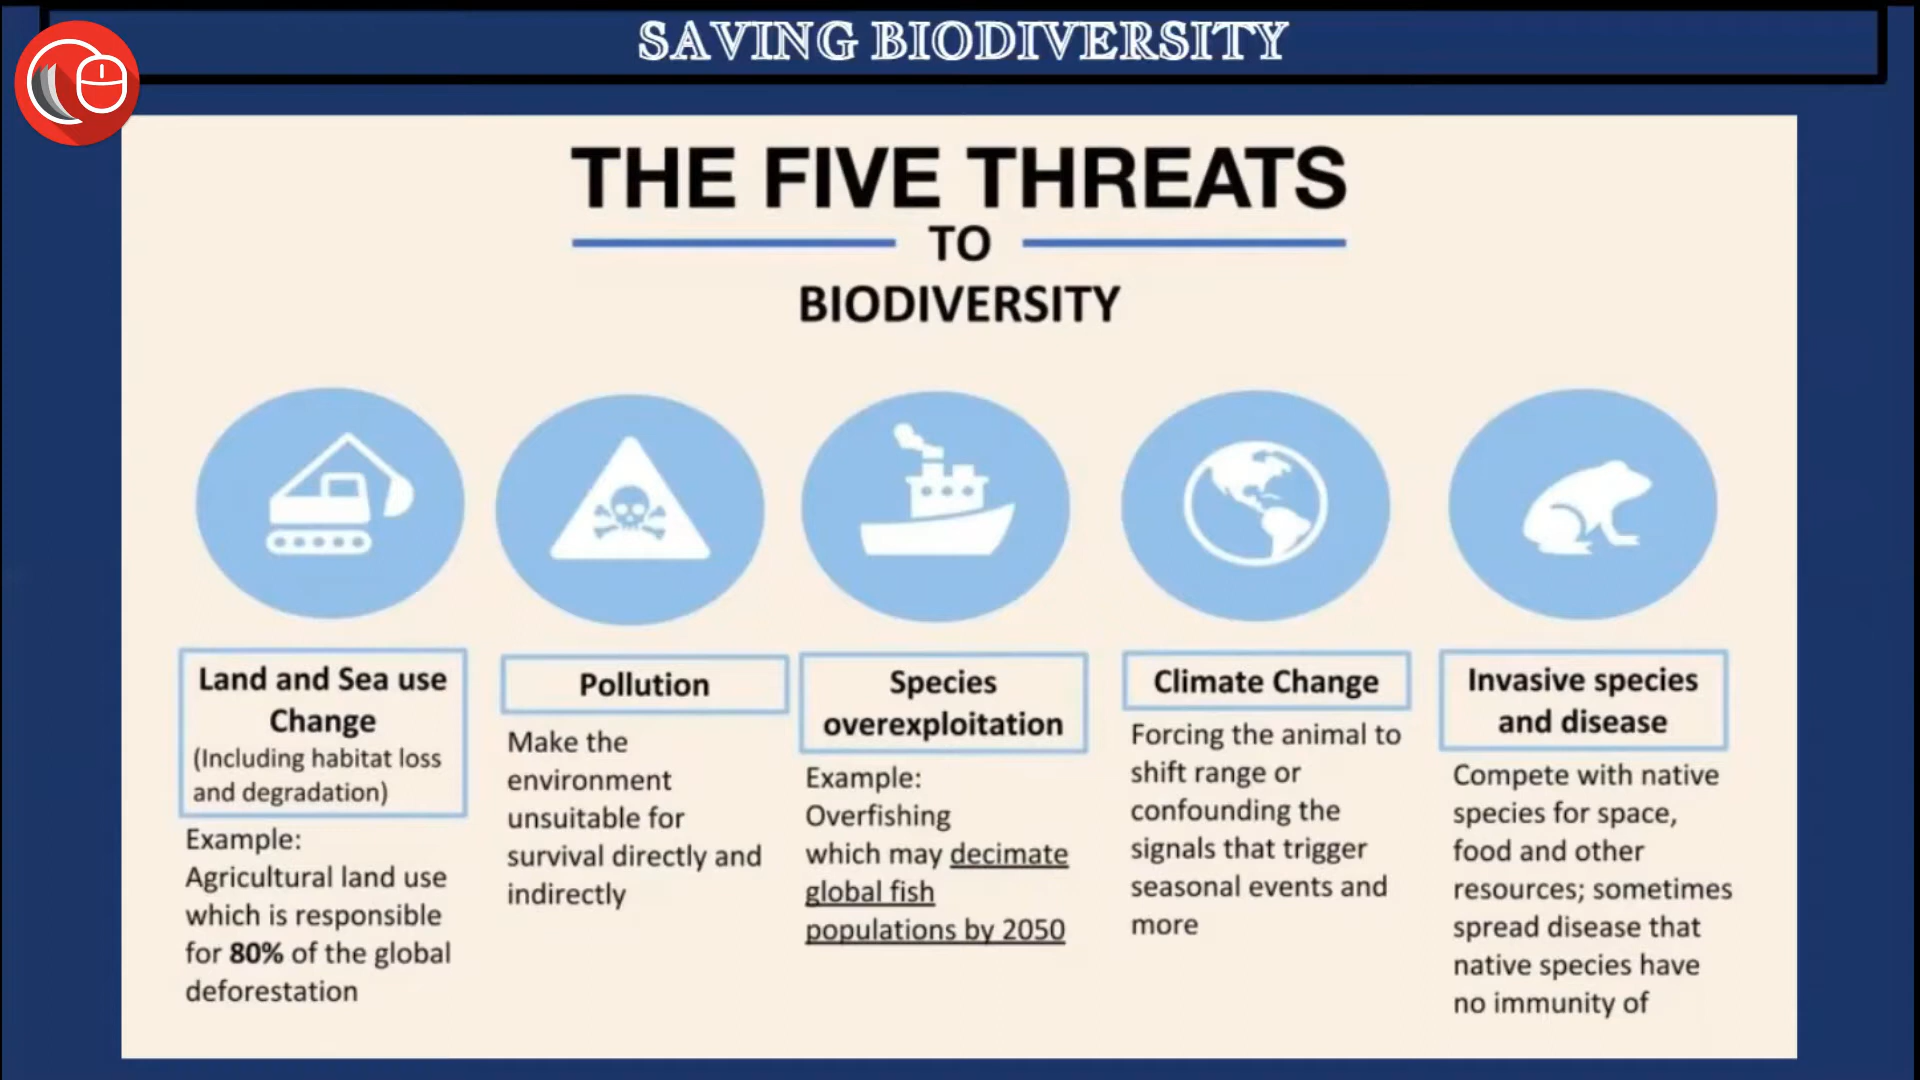 SAVING BIODIVERSITY
THE FIVE THREATS
TO
BIODIVERSITY
Land and Sea use
Change
(Including habitat loss
and degradation)
Example:
Agricultural land use
which is responsible
for 80% of the global
deforestation
Pollution
Make the
environment
unsuitable for
survival directly and
indirectly
Species
overexploitation
Example:
Overfishing
which may decimate
global fish
populations by 2050
Climate Change
Forcing the animal to
shift range or
confounding the
signals that trigger
seasonal events and
more
Invasive species
and disease
Compete with native
species for space,
food and other
resources; sometimes
spread disease that
native species have
no immunity of